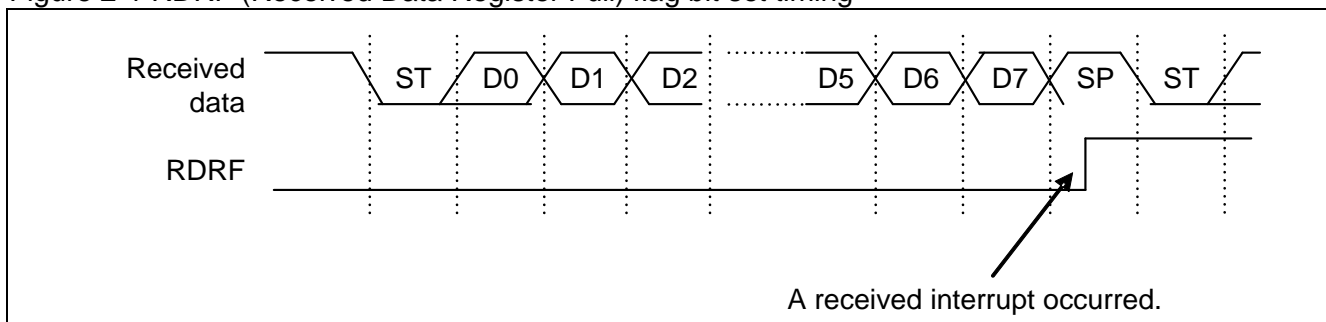 Figure 2-1 RDRF (Received Data Register Full) flag bit set timing
Received
data
ST D0 D1 D2 D5 D6 D7 SP ST
RDRF
A received interrupt occurred.